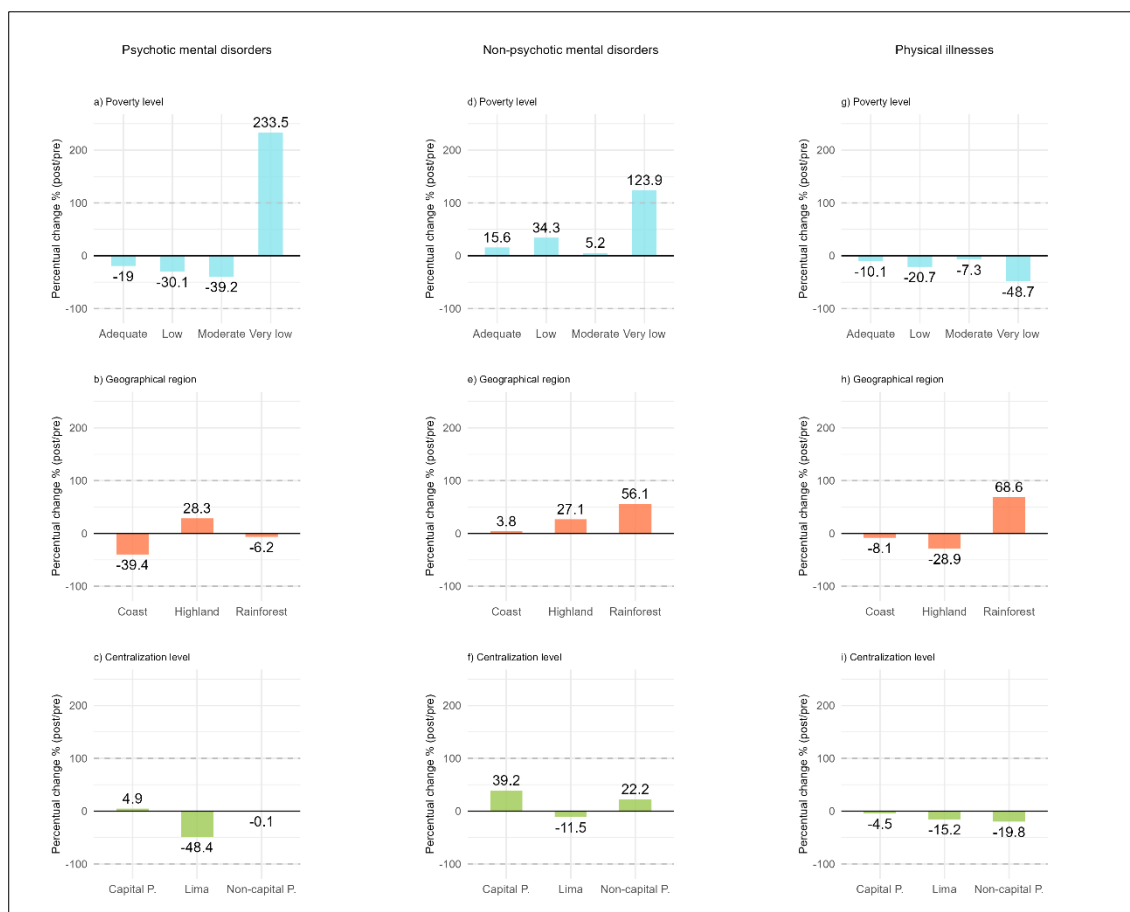 Psychotic mental disorders
Non-psychotic mental disorders
Physical illnesses
a) Poverty level
Percentual change % (post/pre)
200
100
0
-100
-19
-30.1
-39.2
233.5
Adequate Low Moderate Very low
d) Poverty level
Percentual change % (post/pre)
200
100
0
-100
15.6
34.3
5.2
123.9
Adequate Low Moderate Very low
g) Poverty level
Percentual change % (post/pre)
200
100
0
-100
-10.1
-20.7
-7.3
-48.7
Adequate Low Moderate Very low
b) Geographical region
Percentual change % (post/pre)
200
100
0
-100
-39.4
28.3
-6.2
Coast Highland Rainforest
e) Geographical region
Percentual change % (post/pre)
200
100
0
-100
3.8
27.1
56.1
Coast Highland Rainforest
h) Geographical region
Percentual change % (post/pre)
200
100
0
-100
-8.1
-28.9
68.6
Coast Highland Rainforest
c) Centralization level
Percentual change % (post/pre)
200
100
0
-100
4.9
-48.4
-0.1
Capital P. Lima Non-capital P.
f) Centralization level
Percentual change % (post/pre)
200
100
0
-100
39.2
-11.5
22.2
Capital P. Lima Non-capital P.
i) Centralization level
Percentual change % (post/pre)
200
100
0
-100
-4.5
-15.2
-19.8
Capital P. Lima Non-capital P.